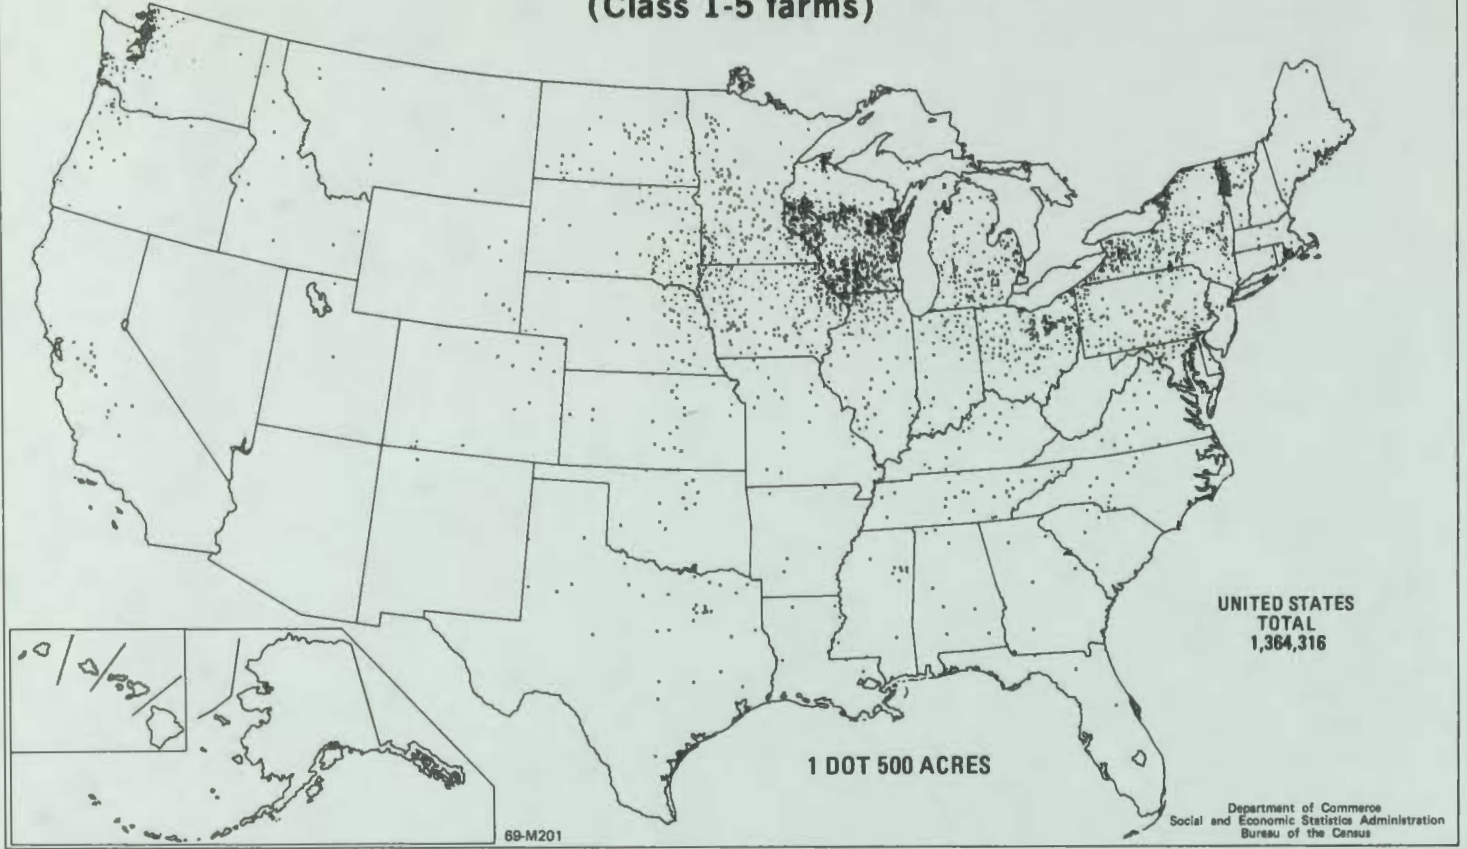 (Class 1-5 farms)
UNITED STATES
TOTAL
1,364,316
1 DOT 500 ACRES
Department of Commerce
Social and Economic Statistics Administration
Bureau of the Census
69-M201